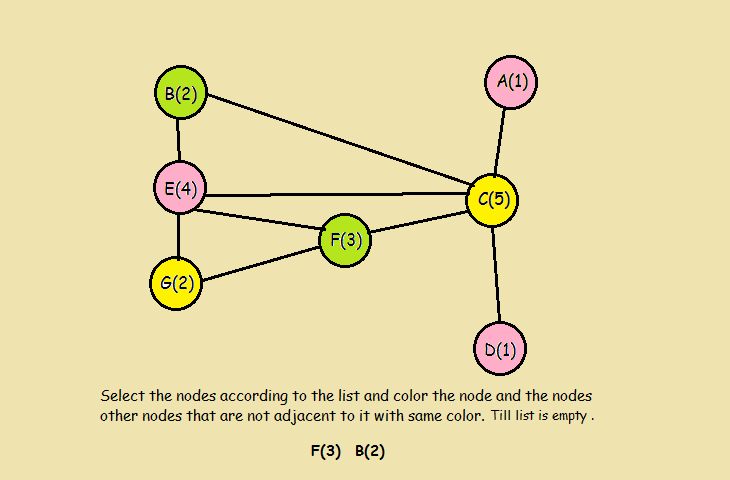 A(1)
B(2)
E(4)
C(5)
F(3)
G(2)
D(1)
Select the nodes according to the list and color the node and the nodes
other nodes that are not adjacent to it with same color. Till list is empty .
F(3) B(2)